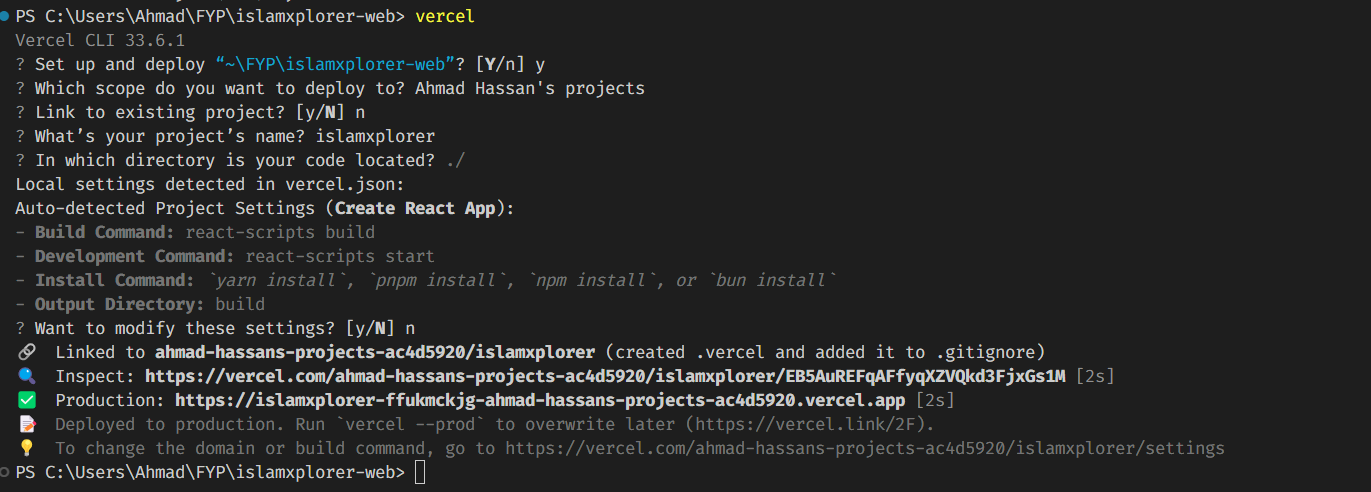 PS C:\Users\Ahmad\FYP\islamxplorer-web> vercel
Vercel CLI 33.6.1
? Set up and deploy “~\FYP\islamxplorer-web”? [Y/n] y
? Which scope do you want to deploy to? Ahmad Hassan's projects
? Link to existing project? [y/N] n
? What’s your project’s name? islamxplorer
? In which directory is your code located? ./
Local settings detected in vercel.json:
Auto-detected Project Settings (Create React App):
- Build Command: react-scripts build
- Development Command: react-scripts start
- Install Command: `yarn install`, `pnpm install`, `npm install`, or `bun install`
- Output Directory: build
? Want to modify these settings? [y/N] n
🔗 Linked to ahmad-hassans-projects-ac4d5920/islamxplorer (created .vercel and added it to .gitignore)
🔍 Inspect: https://vercel.com/ahmad-hassans-projects-ac4d5920/islamxplorer/EB5AuREFqAFfyqXZVQkd3FjxGs1M [2s]
✅ Production: https://islamxplorer-ffukmckjg-ahmad-hassans-projects-ac4d5920.vercel.app [2s]
📝 Deployed to production. Run `vercel --prod` to overwrite later (https://vercel.link/2F).
💡 To change the domain or build command, go to https://vercel.com/ahmad-hassans-projects-ac4d5920/islamxplorer/settings
PS C:\Users\Ahmad\FYP\islamxplorer-web>